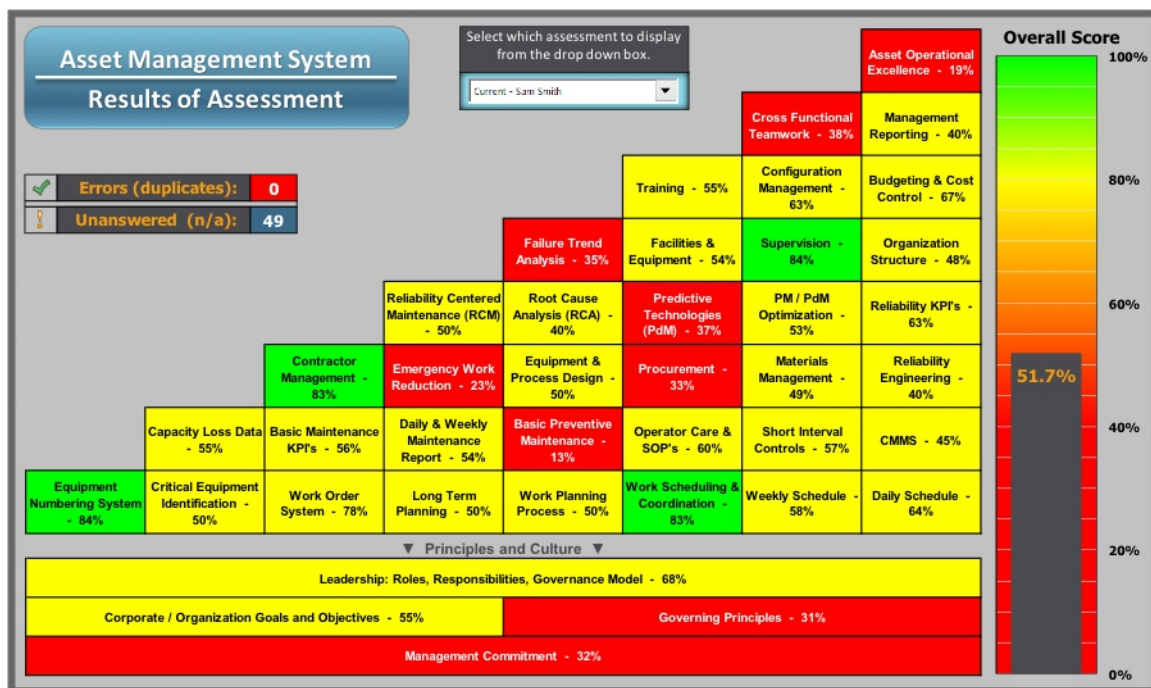 Asset Management System
Results of Assessment
Select which assessment to display
from the drop down box.
Current - Sam Smith
Errors (duplicates): 0
Unanswered (n/a): 49
Asset Operational
Excellence - 19%
Cross Functional
Teamwork - 38%
Management
Reporting - 40%
Training - 55%
Configuration
Management -
63%
Budgeting & Cost
Control - 67%
Failure Trend
Analysis - 35%
Facilities &
Equipment - 54%
Supervision -
84%
Organization
Structure - 48%
Reliability Centered
Maintenance (RCM)
- 50%
Root Cause
Analysis (RCA) -
40%
Predictive
Technologies
(PdM) - 37%
PM / PdM
Optimization -
53%
Reliability KPI's -
63%
Contractor
Management -
83%
Emergency Work
Reduction - 23%
Equipment &
Process Design -
50%
Procurement -
33%
Materials
Management -
49%
Reliability
Engineering -
40%
Capacity Loss Data
- 55%
Basic Maintenance
KPI's - 56%
Daily & Weekly
Maintenance
Report - 54%
Basic Preventive
Maintenance -
13%
Operator Care &
SOP's - 60%
Short Interval
Controls - 57%
CMMS - 45%
Equipment
Numbering System
- 84%
Critical Equipment
Identification -
50%
Work Order
System - 78%
Long Term
Planning - 50%
Work Planning
Process - 50%
Work Scheduling &
Coordination -
83%
Weekly Schedule -
58%
Daily Schedule -
64%
▼ Principles and Culture ▼
Leadership: Roles, Responsibilities, Governance Model - 68%
Corporate / Organization Goals and Objectives - 55%
Governing Principles - 31%
Management Commitment - 32%
Overall Score
100%
80%
60%
51.7%
40%
20%
0%